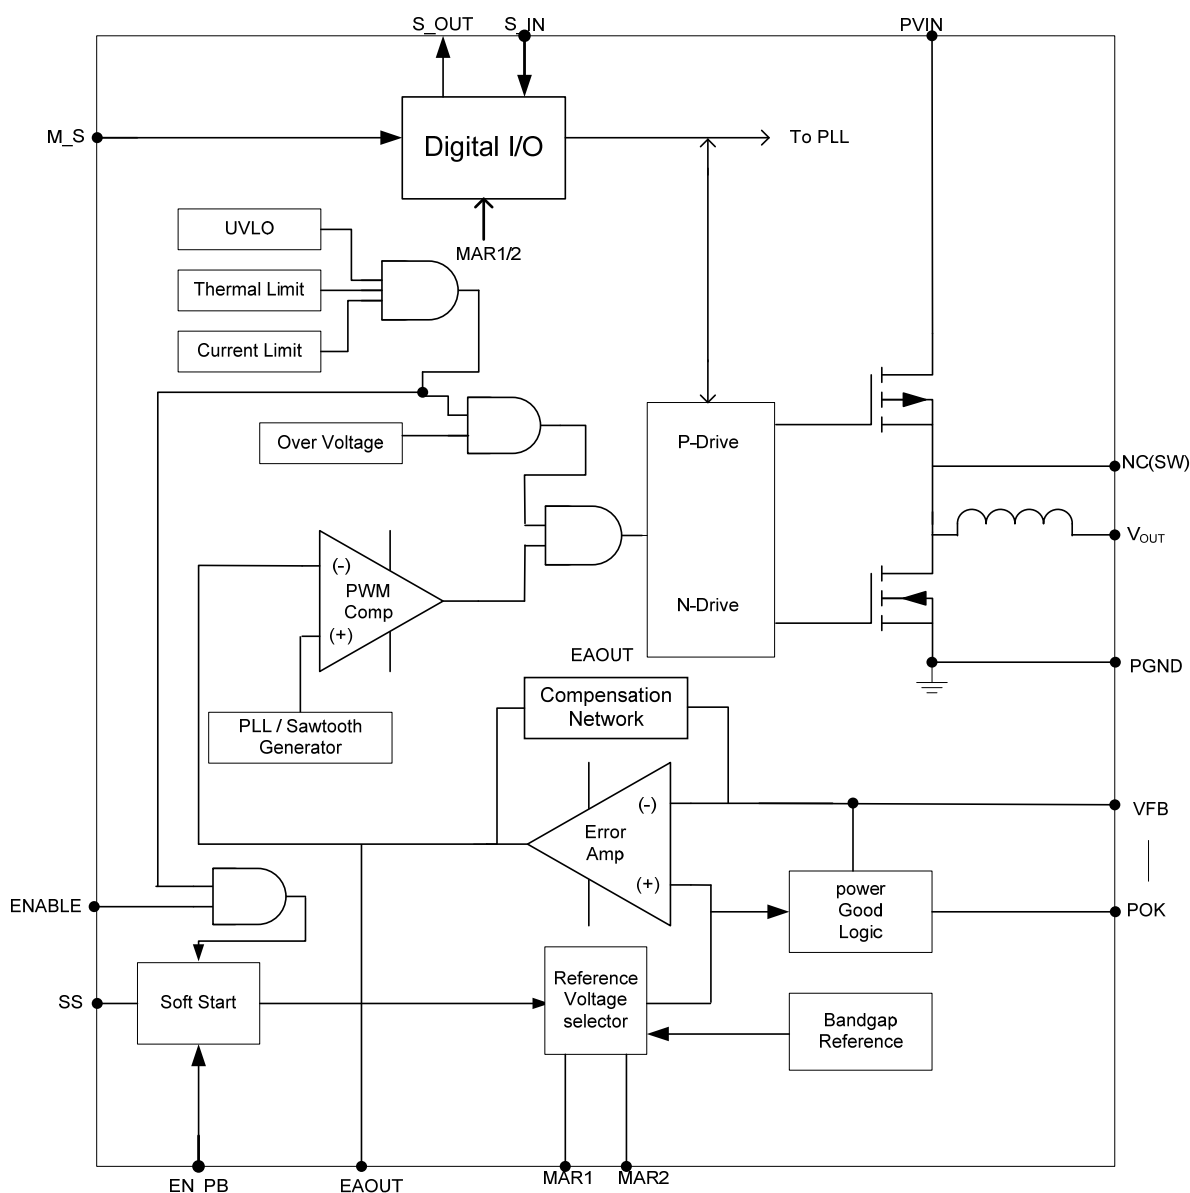 S_OUT
S_IN
PVIN
M_S
Digital I/O
To PLL
UVLO
MAR1/2
Thermal Limit
Current Limit
Over Voltage
P-Drive
NC(SW)
VOUT
(-)
PWM
Comp
(+)
N-Drive
EAOUT
PGND
Compensation
Network
PLL / Sawtooth
Generator
(-)
VFB
Error
Amp
(+)
power
Good
Logic
ENABLE
POK
Reference
Voltage
selector
SS
Soft Start
Bandgap
Reference
EN_PB
EAOUT
MAR1
MAR2